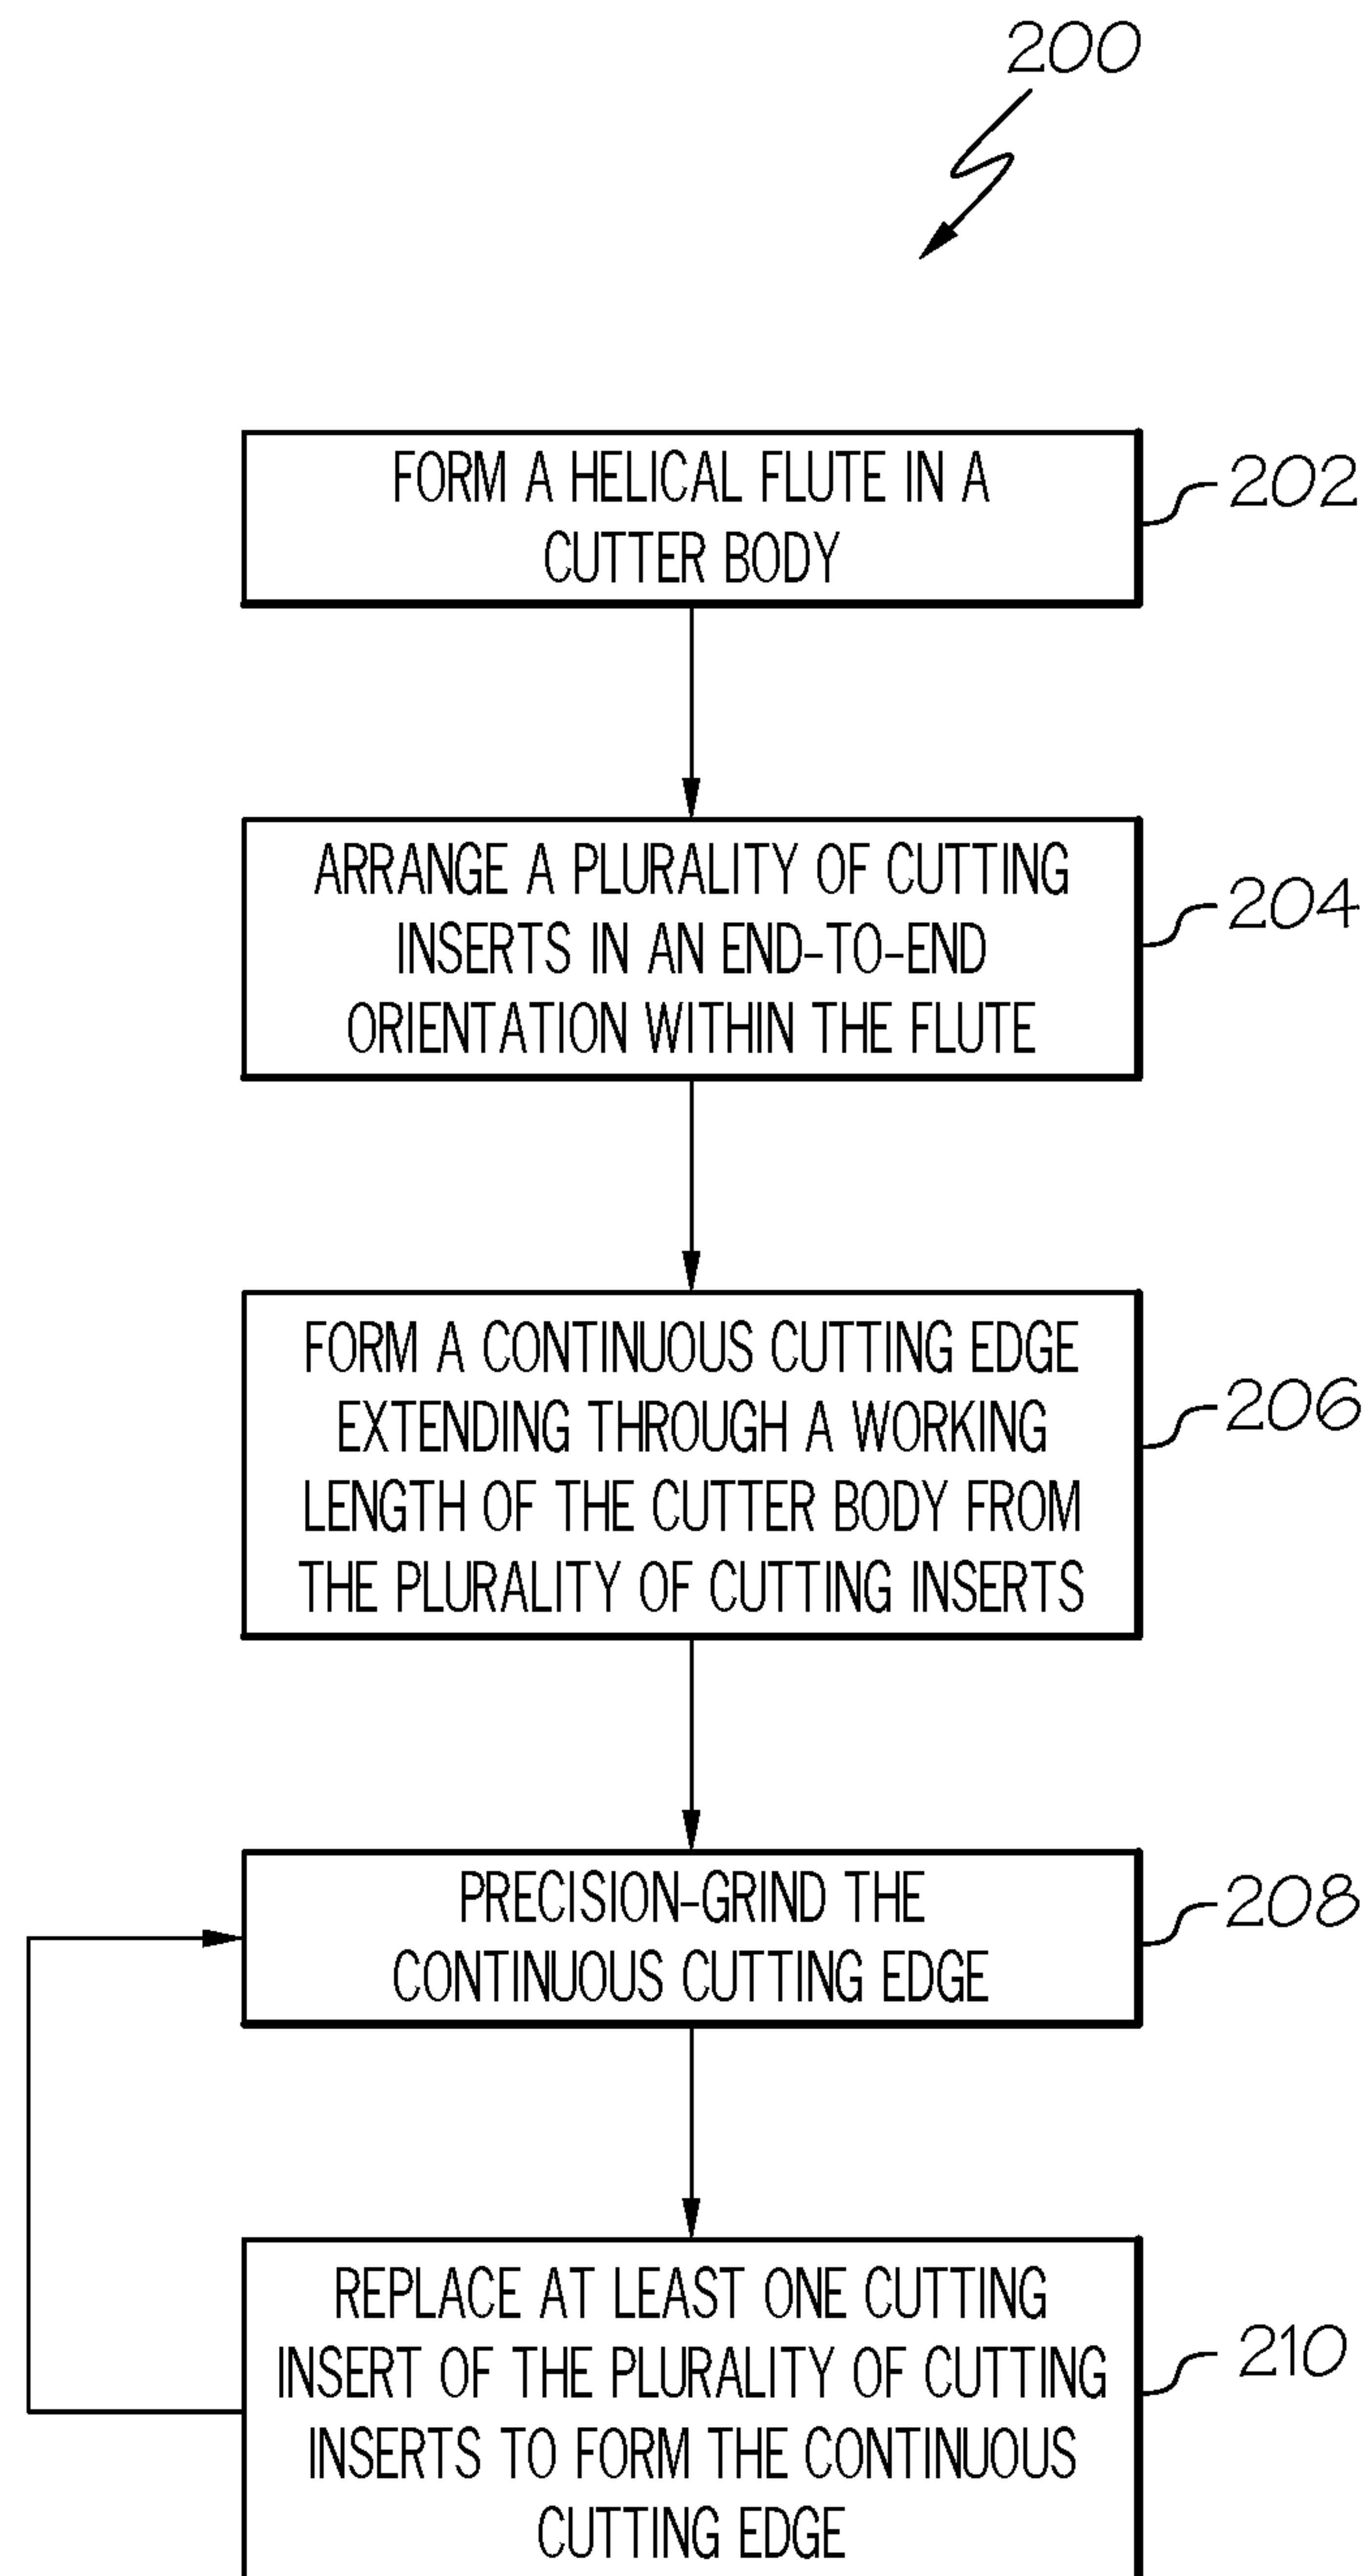 200
FORM A HELICAL FLUTE IN A
CUTTER BODY
202
ARRANGE A PLURALITY OF CUTTING
INSERTS IN AN END-TO-END
ORIENTATION WITHIN THE FLUTE
204
FORM A CONTINUOUS CUTTING EDGE
EXTENDING THROUGH A WORKING
LENGTH OF THE CUTTER BODY FROM
THE PLURALITY OF CUTTING INSERTS
206
PRECISION-GRIND THE
CONTINUOUS CUTTING EDGE
208
REPLACE AT LEAST ONE CUTTING
INSERT OF THE PLURALITY OF CUTTING
INSERTS TO FORM THE CONTINUOUS
CUTTING EDGE
210